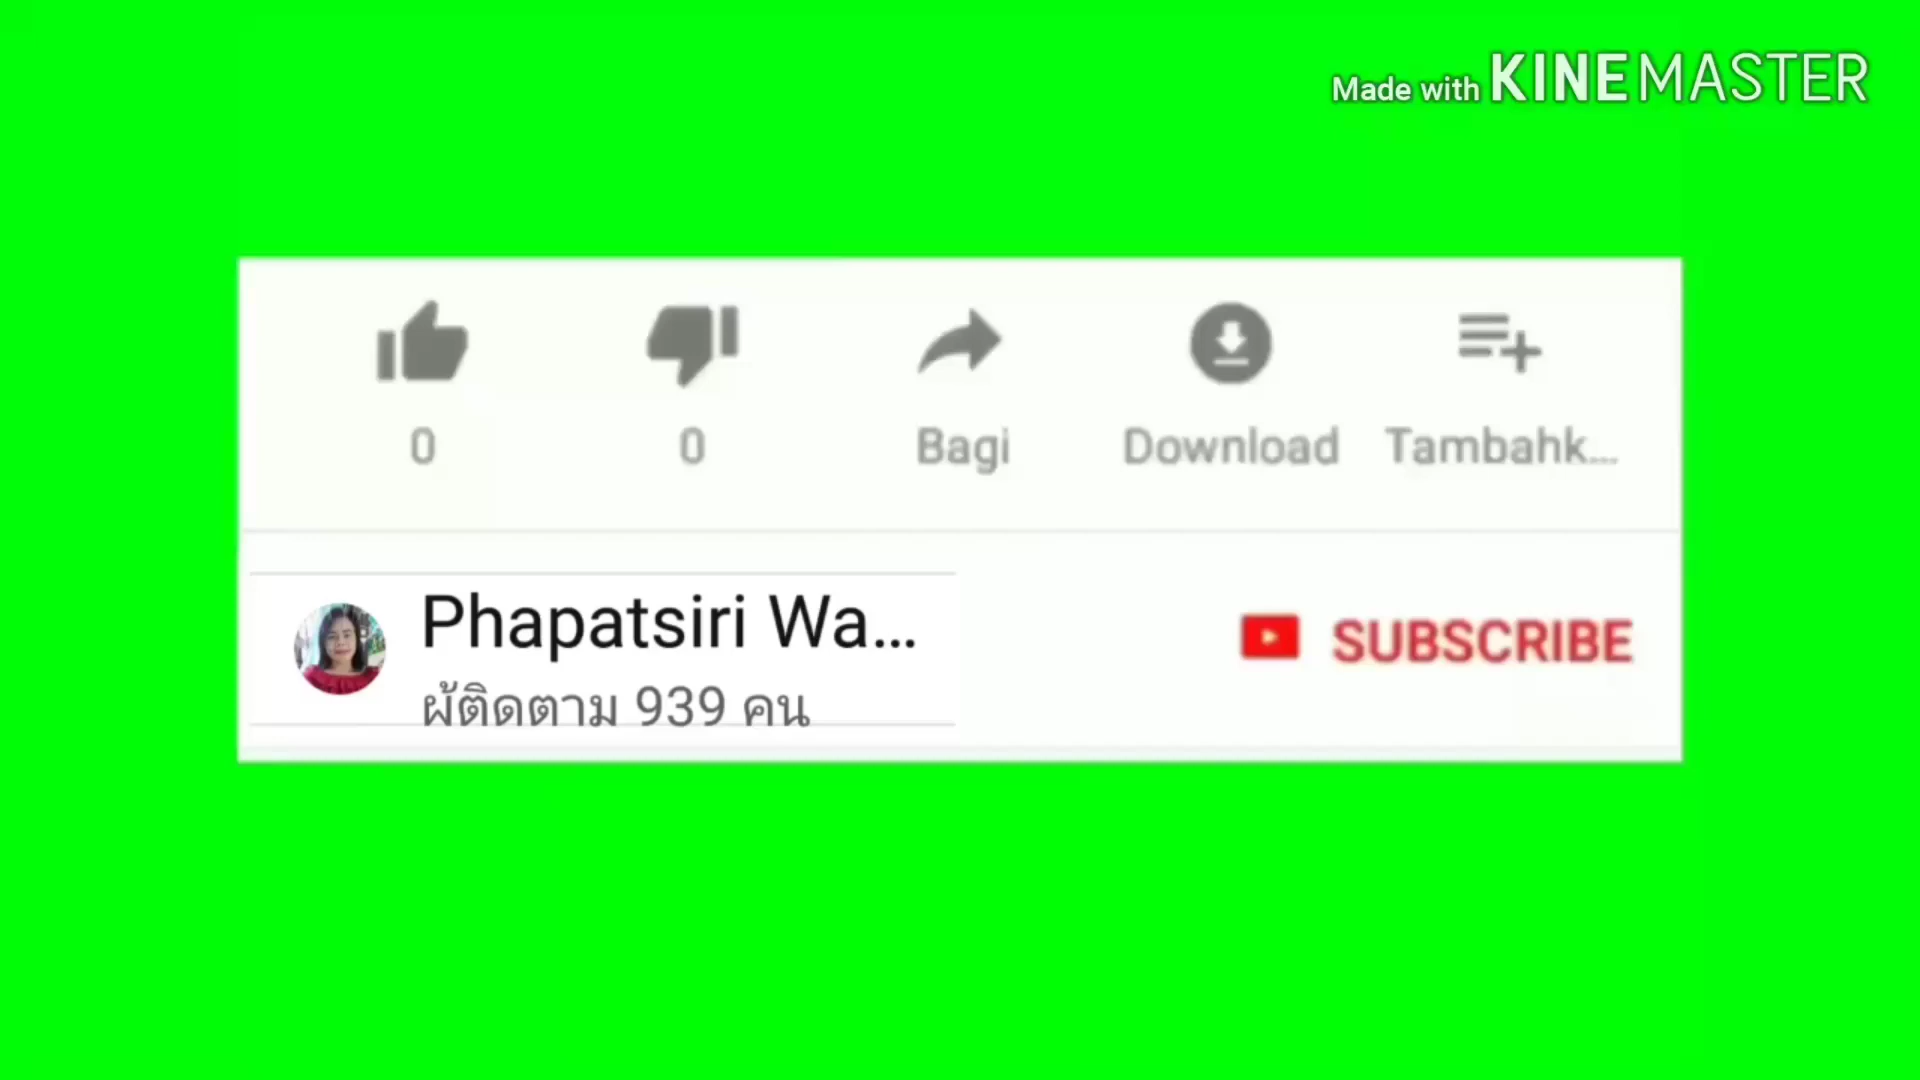 Made with KINEMASTER
0 0 Bagi Download Tambahk...
Phapatsiri Wa...
SUBSCRIBE
ผู้ติดตาม 939 คน